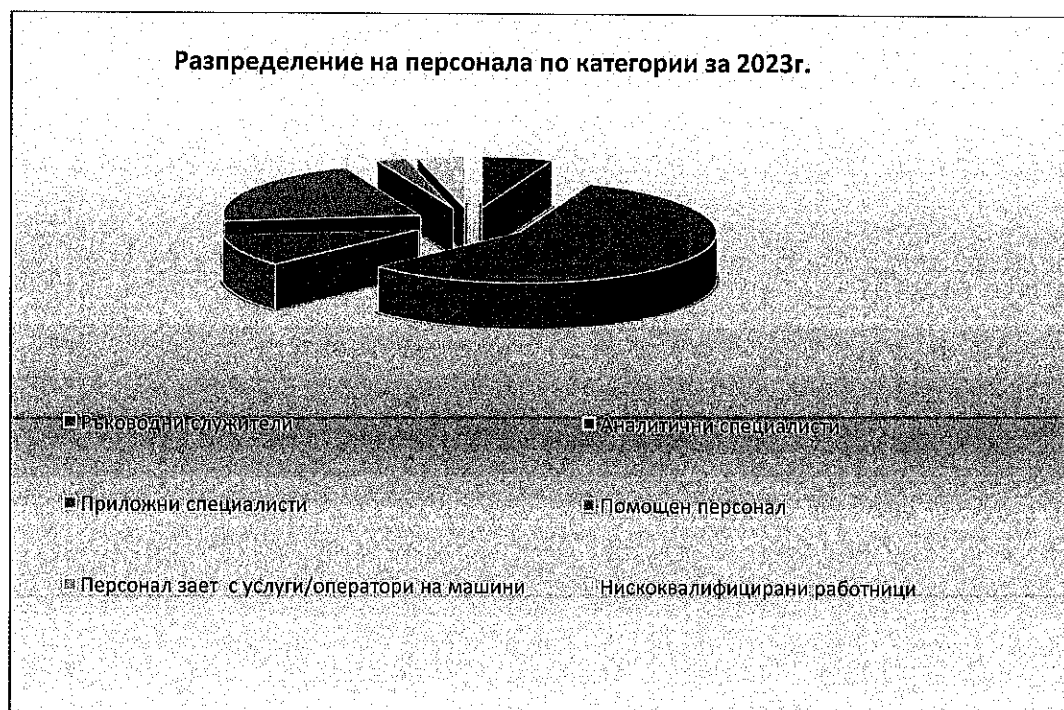 Разпределение на персонала по категории за 2023г.
Ръководни служители
Аналитични специалисти
Приложни специалисти
Помощен персонал
Персонал зает с услуги/оператори на машини
Нискоквалифицирани работници